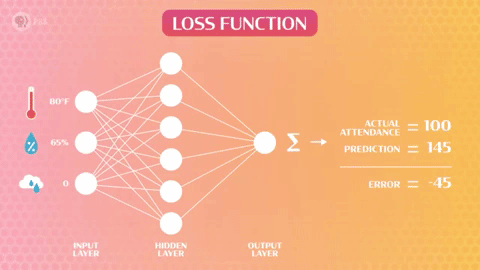 LOSS FUNCTION
80°F
65%
0
ACTUAL
ATTENDANCE = 100
PREDICTION = 145
ERROR = -45
INPUT
LAYER
HIDDEN
LAYER
OUTPUT
LAYER
Σ
%